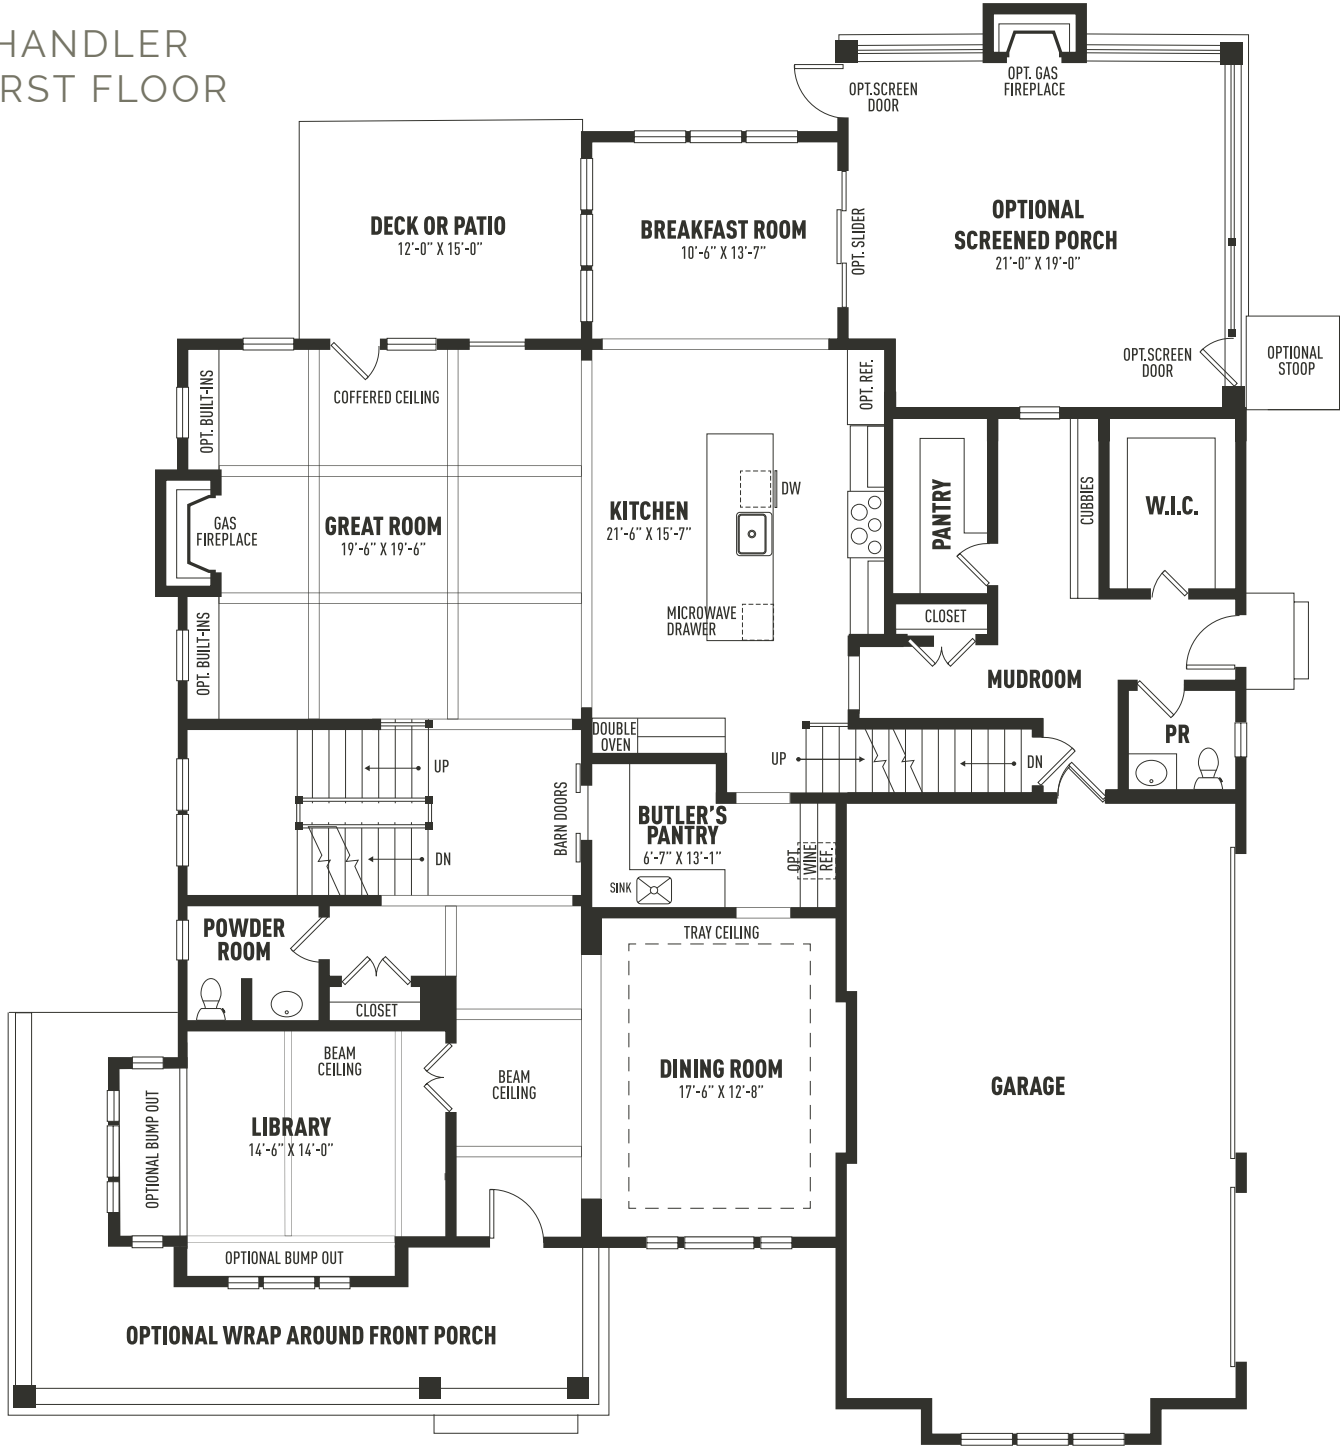 HANDLER
RST FLOOR
OPT. GAS
FIREPLACE
OPT.SCREEN
DOOR
DECK OR PATIO
12'-0" X 15'-0"
BREAKFAST ROOM
10'-6" X 13'-7"
OPT. SLIDER
OPTIONAL
SCREENED PORCH
21'-0" X 19'-0"
OPT.SCREEN
DOOR
OPTIONAL
STOOP
OPT. BUILT-INS
COFFERED CEILING
OPT. REF.
GAS
FIREPLACE
GREAT ROOM
19'-6" X 19'-6"
KITCHEN
21'-6" X 15'-7"
DW
PANTRY
CUBBIES
W.I.C.
OPT. BUILT-INS
MICROWAVE
DRAWER
CLOSET
MUDROOM
DOUBLE
OVEN
PR
UP
UP
DN
BARN DOORS
BUTLER'S
PANTRY
6'-7" X 13'-1"
OPT.
WINE
REF.
DN
SINK
POWDER
ROOM
TRAY CEILING
CLOSET
BEAM
CEILING
BEAM
CEILING
DINING ROOM
17'-6" X 12'-8"
GARAGE
OPTIONAL BUMP OUT
LIBRARY
14'-6" X 14'-0"
OPTIONAL BUMP OUT
OPTIONAL WRAP AROUND FRONT PORCH